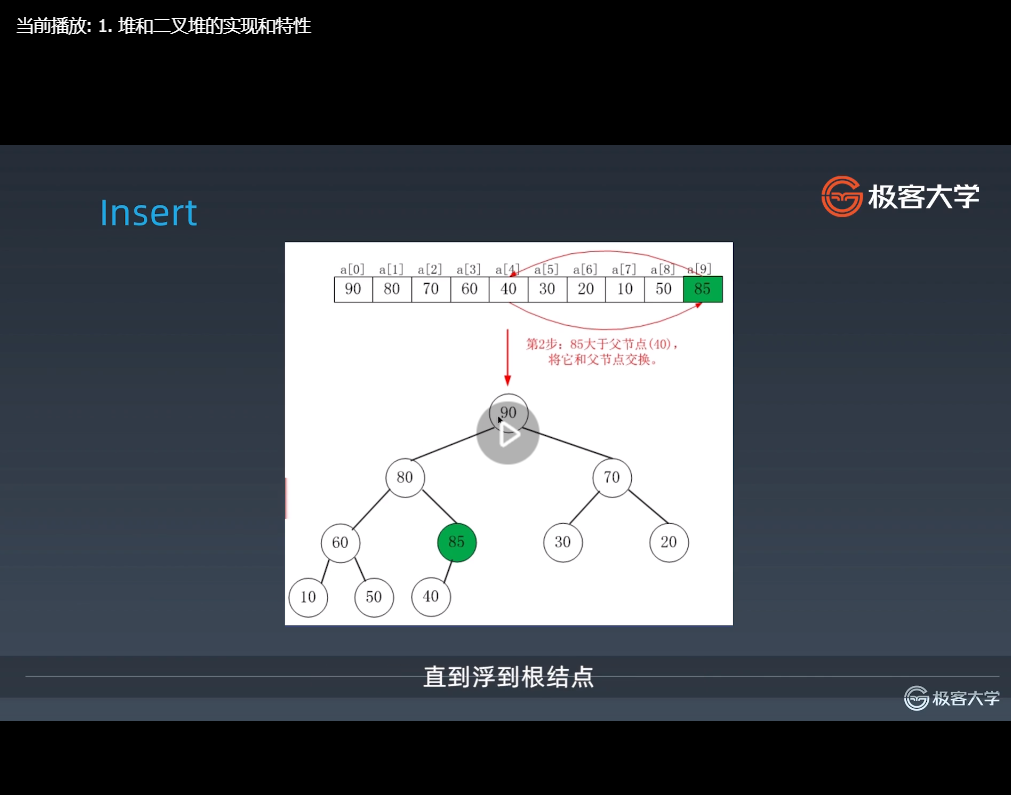 当前播放: 1. 堆和二叉堆的实现和特性
极客大学
Insert
a[0] a[1] a[2] a[3] a[4] a[5] a[6] a[7] a[8] a[9]
90 80 70 60 40 30 20 10 50 85
第2步：85大于父节点(40)，
将它和父节点交换。
90
80 70
60 85 30 20
10 50 40
直到浮到根结点
极客大学